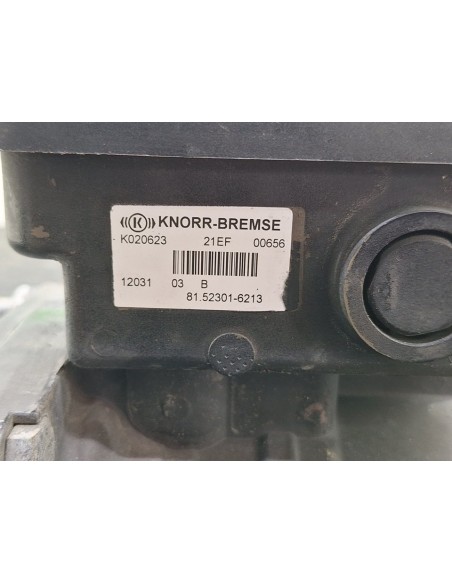 K KNORR-BREMSE
K020623 21EF 00656
12031 03 B
81.52301-6213